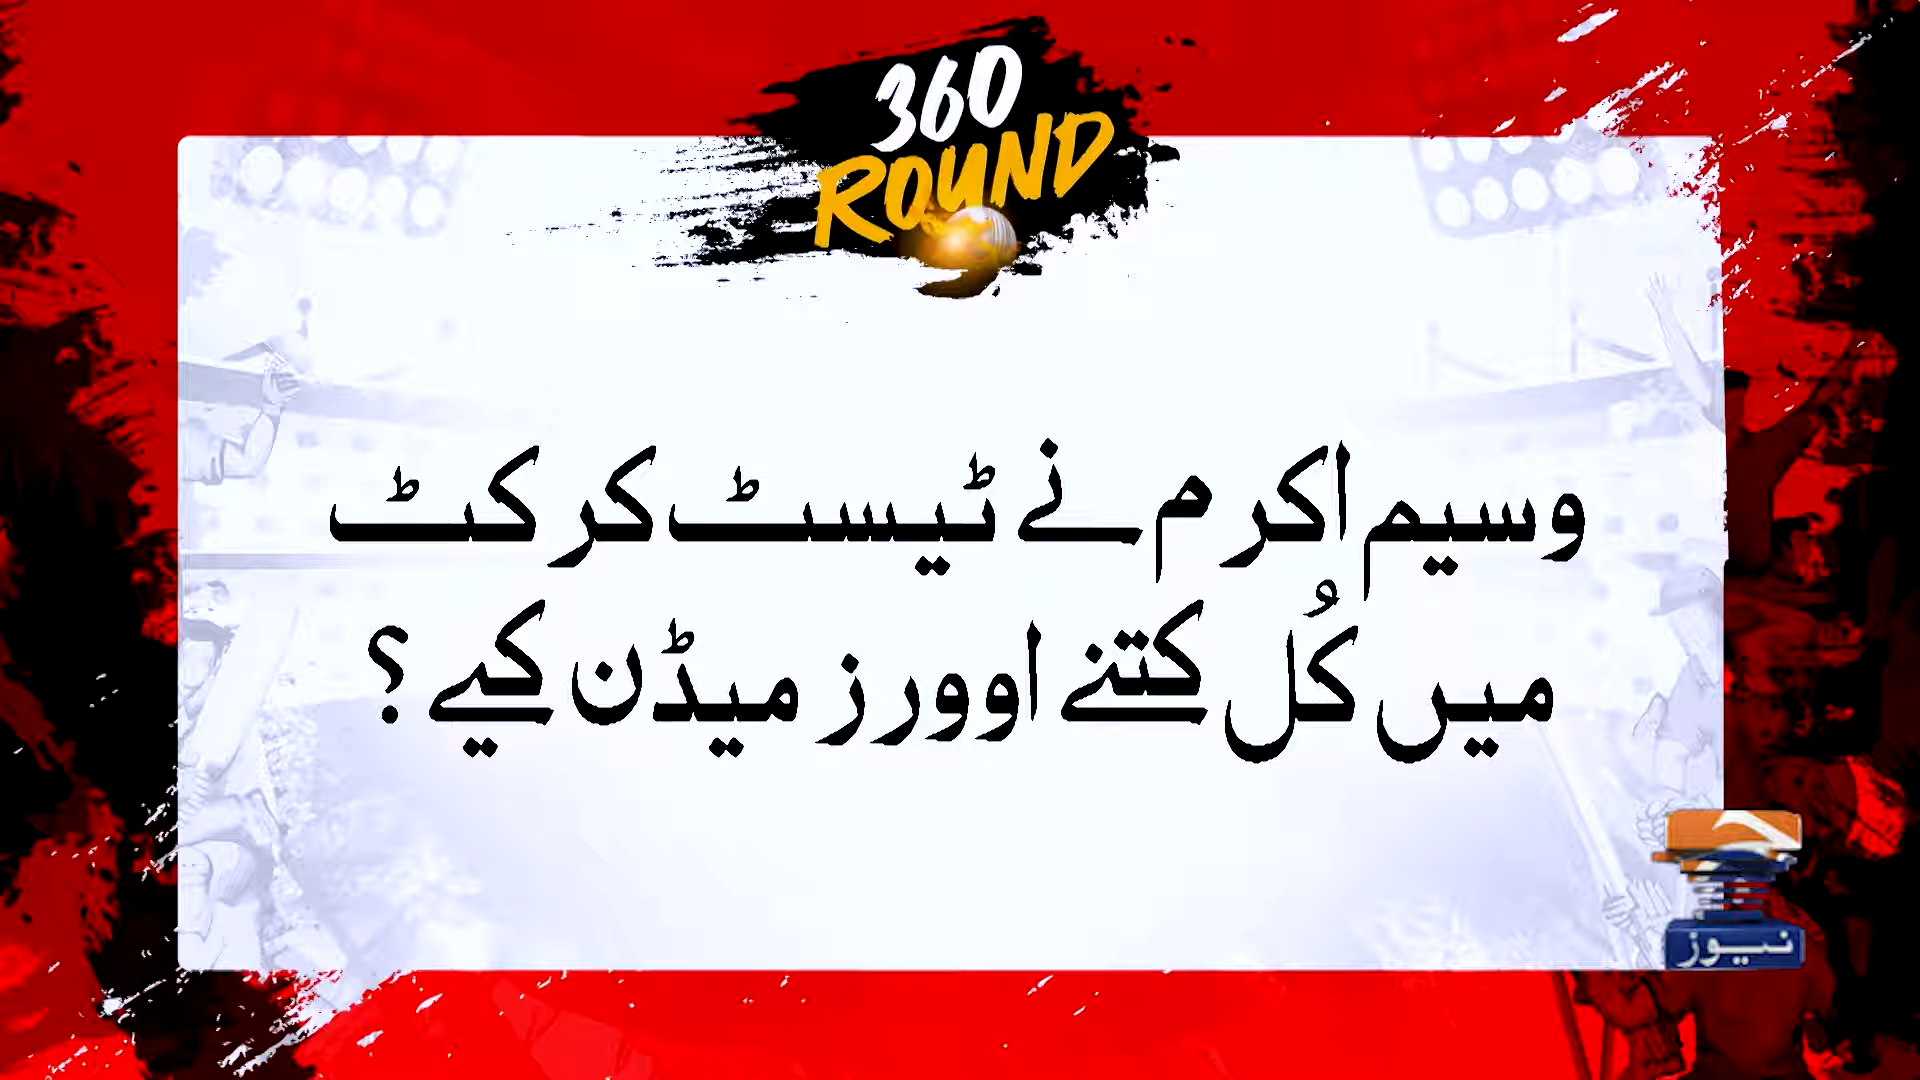 360
ROUND
وسیم اکرم نے ٹیسٹ کرکٹ
میں کُل کتنے اوورز میڈن کیے؟
نیوز